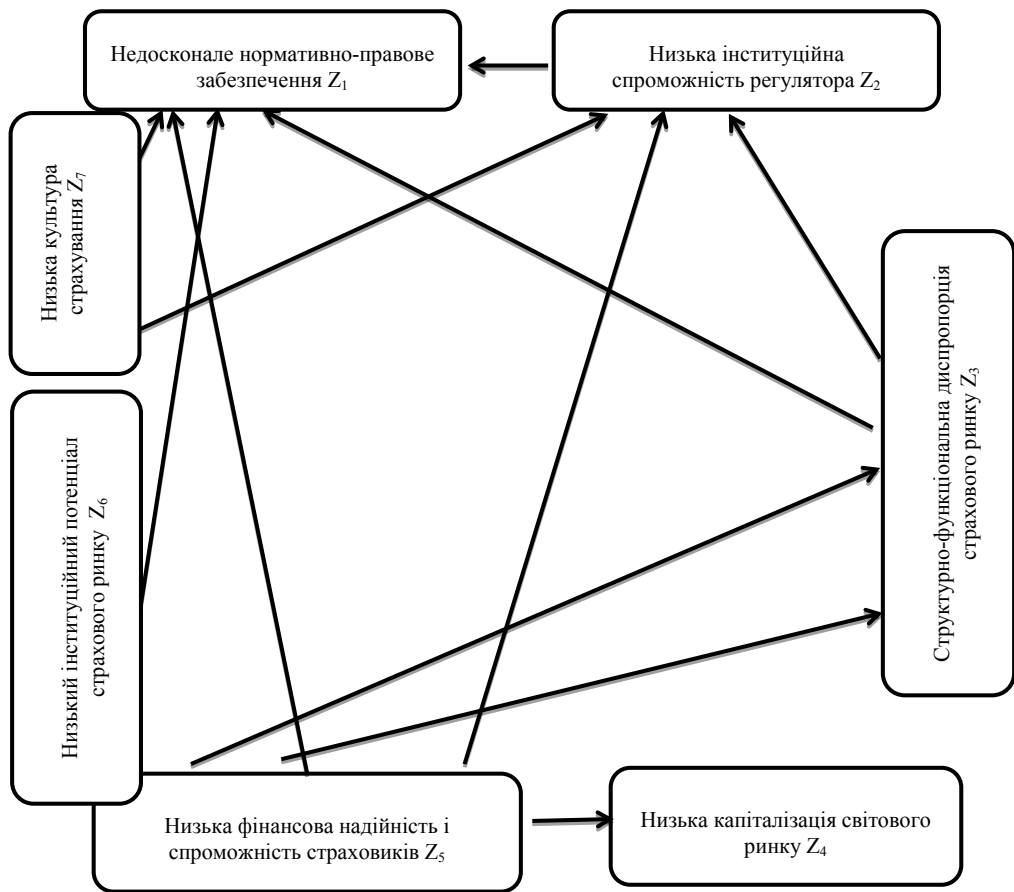 Недосконале нормативно-правове
забезпечення Z1
Низька інституційна
спроможність регулятора Z2
Низька культура
страхування Z7
Структурно-функціональна диспропорція
страхового ринку Z3
Низький інституційний потенціал
страхового ринку Z6
Низька фінансова надійність і
спроможність страховиків Z5
Низька капіталізація світового
ринку Z4